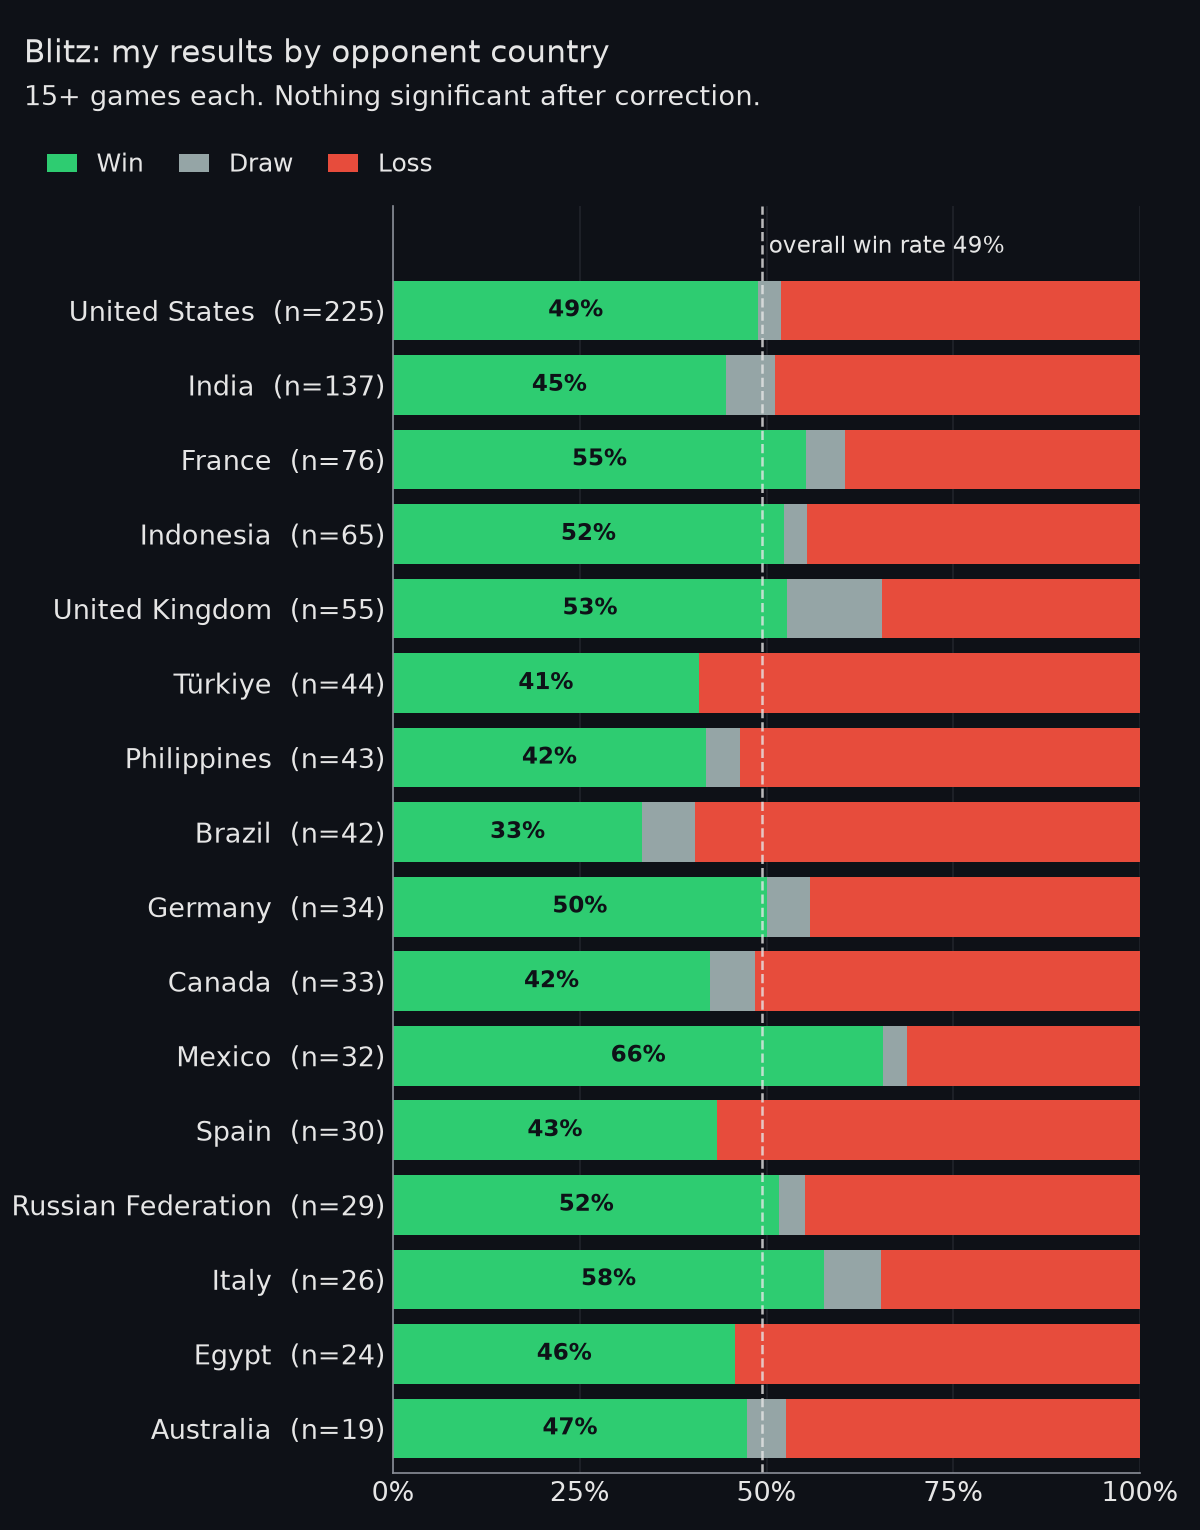 Blitz: my results by opponent country
15+ games each. Nothing significant after correction.
Win Draw Loss
overall win rate 49%
United States (n=225) 49%
India (n=137) 45%
France (n=76) 55%
Indonesia (n=65) 52%
United Kingdom (n=55) 53%
Türkiye (n=44) 41%
Philippines (n=43) 42%
Brazil (n=42) 33%
Germany (n=34) 50%
Canada (n=33) 42%
Mexico (n=32) 66%
Spain (n=30) 43%
Russian Federation (n=29) 52%
Italy (n=26) 58%
Egypt (n=24) 46%
Australia (n=19) 47%
0% 25% 50% 75% 100%